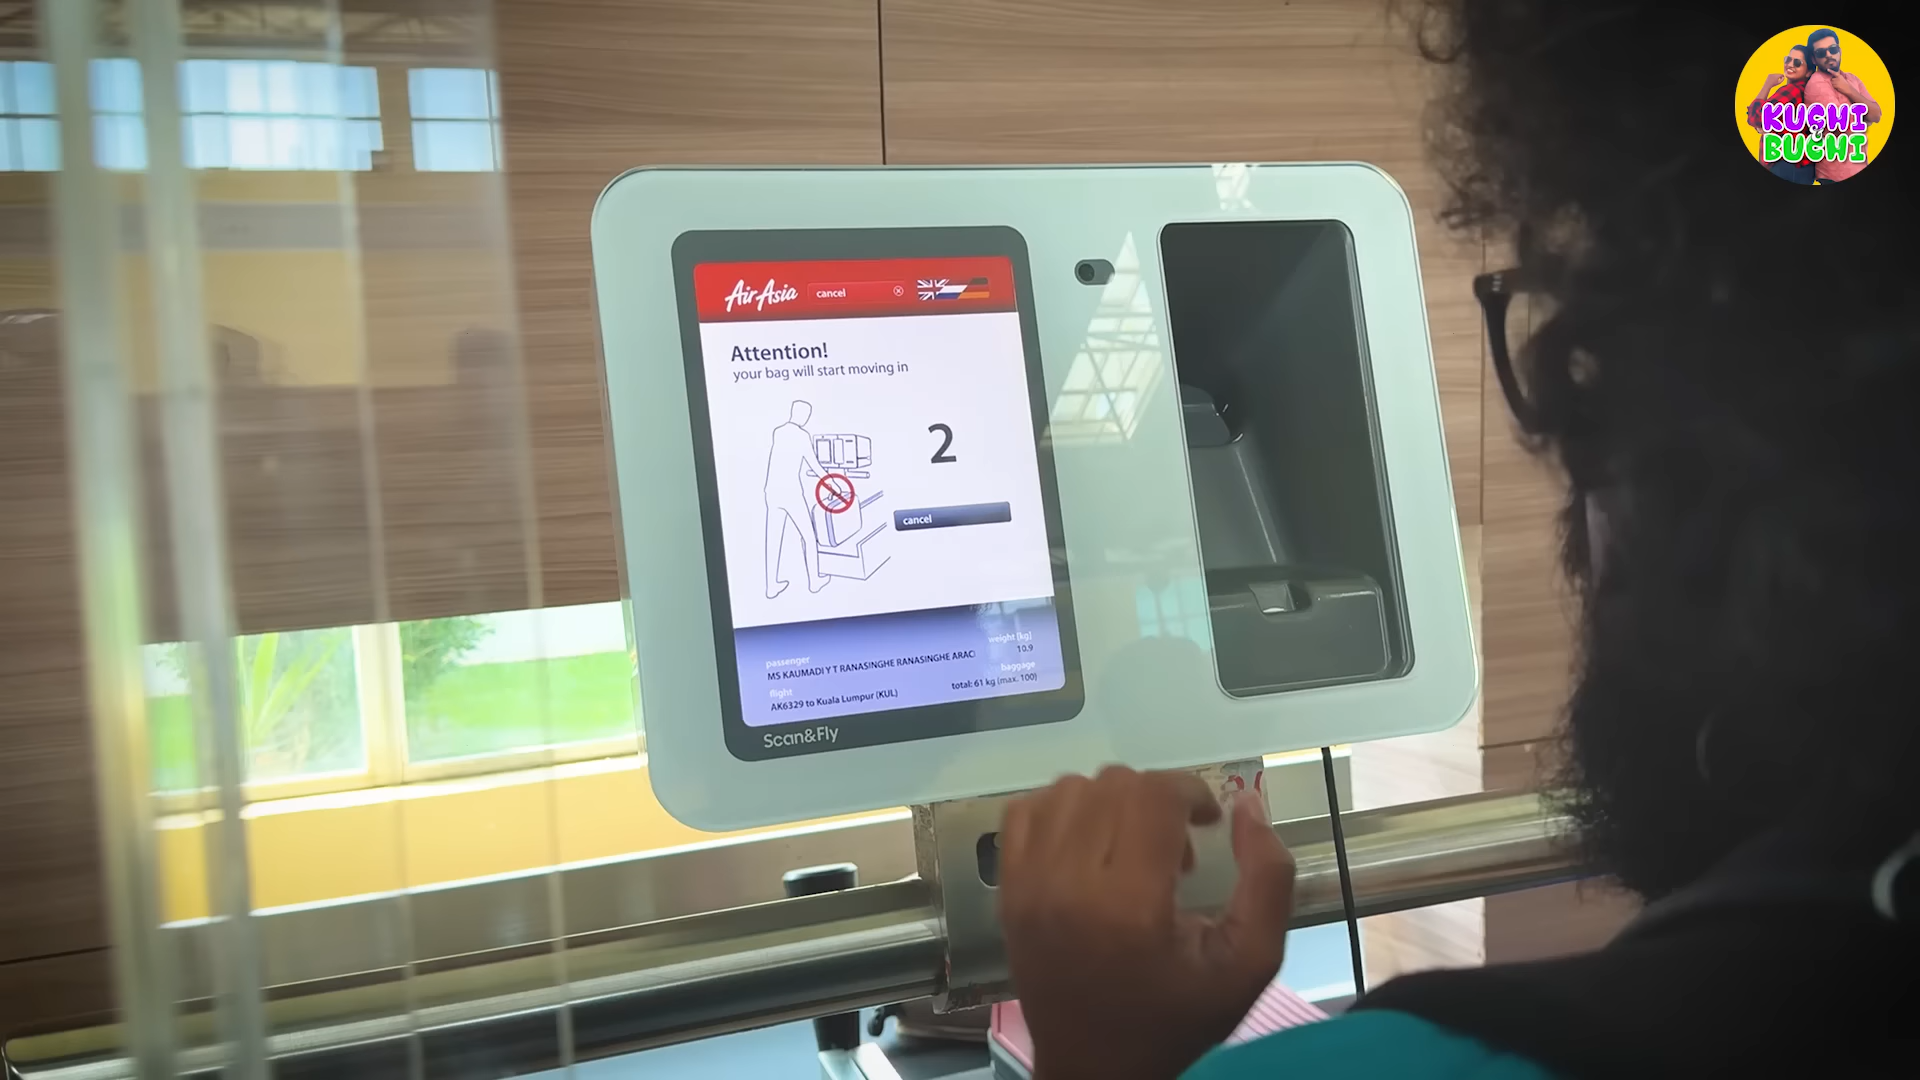 KUCHI
&
BUCHI
AirAsia
cancel
Attention!
your bag will start moving in
2
cancel
passenger
MS KAUMADI Y T RANASINGHE RANASINGHE ARAC
weight [kg]
10.9
flight
AK6329 to Kuala Lumpur (KUL)
baggage
total: 61 kg (max. 100)
Scan&Fly